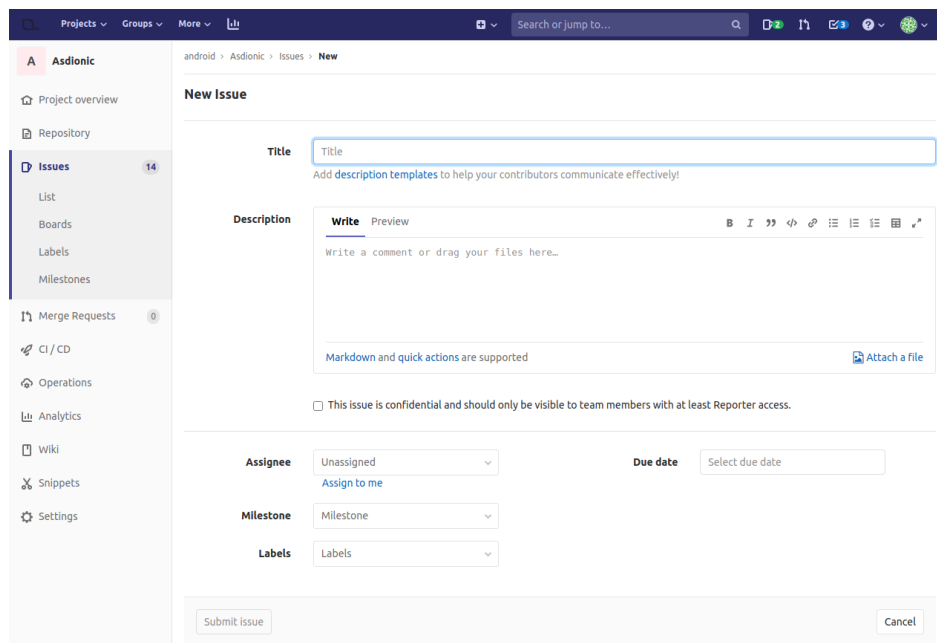 Projects Groups More Search or jump to... 2 3
A Asdionic
android > Asdionic > Issues > New
Project overview
Repository
Issues 14
List
Boards
Labels
Milestones
Merge Requests 0
CI / CD
Operations
Analytics
Wiki
Snippets
Settings
New Issue
Title Title
Add description templates to help your contributors communicate effectively!
Description Write Preview
Write a comment or drag your files here…
Markdown and quick actions are supported Attach a file
This issue is confidential and should only be visible to team members with at least Reporter access.
Assignee Unassigned Due date Select due date
Assign to me
Milestone Milestone
Labels Labels
Submit issue Cancel